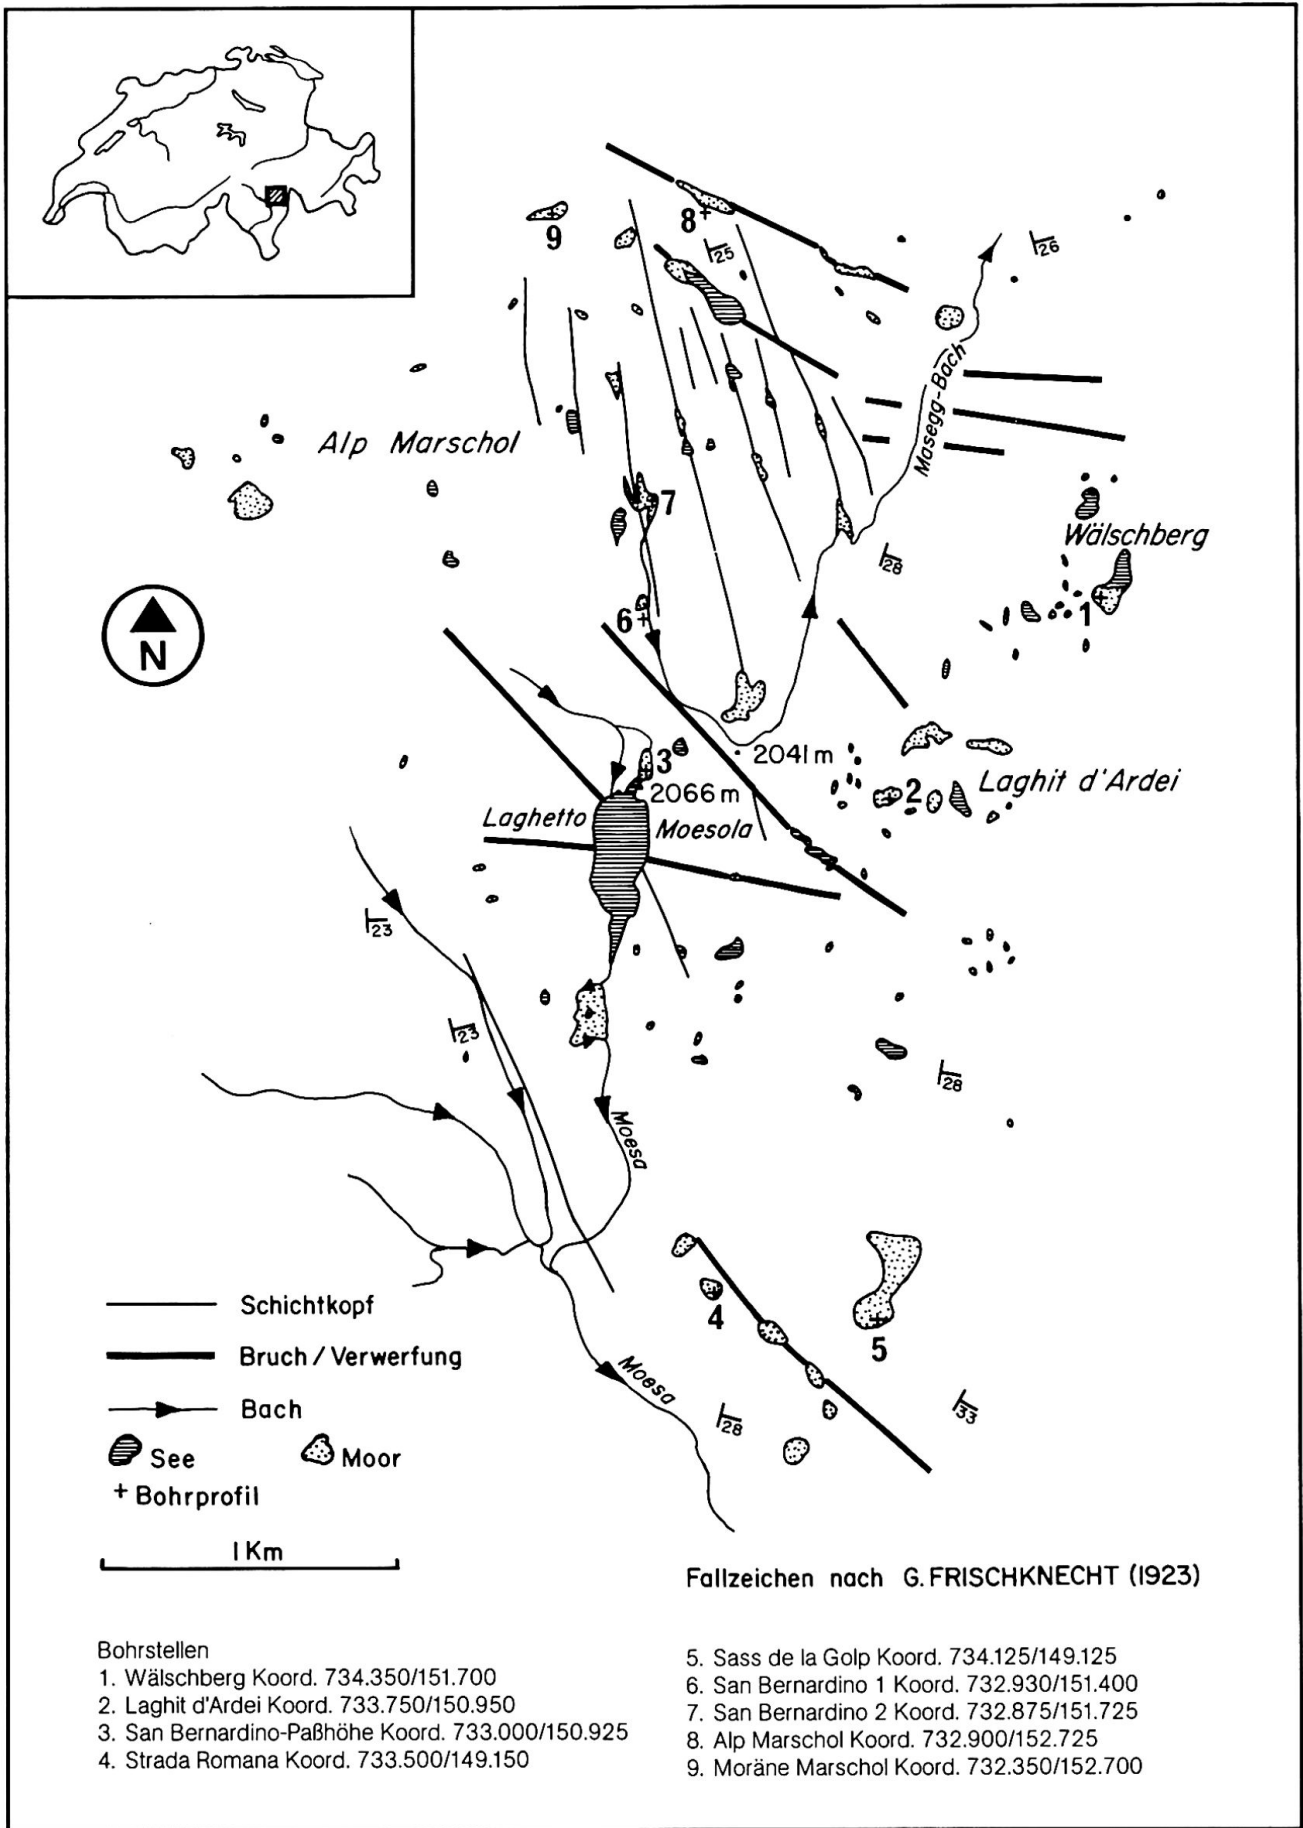 8
9
25
26
Masegg-Bach
Alp Marschol
7
Wälschberg
28
1
N
6
3
2041 m
2066 m
2
Laghit d'Ardei
Laghetto
Moesola
23
23
28
Moesa
4
5
Schichtkopf
Bruch / Verwerfung
Bach
Moesa
28
33
See
Moor
+ Bohrprofil
1 Km
Fallzeichen nach G. FRISCHKNECHT (1923)
Bohrstellen
1. Wälschberg Koord. 734.350/151.700
2. Laghit d'Ardei Koord. 733.750/150.950
3. San Bernardino-Paßhöhe Koord. 733.000/150.925
4. Strada Romana Koord. 733.500/149.150
5. Sass de la Golp Koord. 734.125/149.125
6. San Bernardino 1 Koord. 732.930/151.400
7. San Bernardino 2 Koord. 732.875/151.725
8. Alp Marschol Koord. 732.900/152.725
9. Moräne Marschol Koord. 732.350/152.700